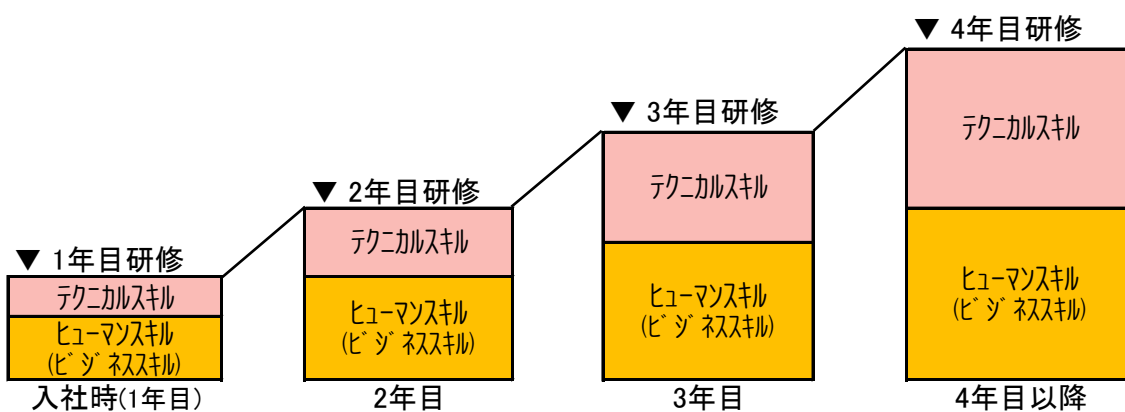 ▼ 1年目研修
ﾃｸﾆｶﾙｽｷﾙ
ﾋｭｰﾏﾝｽｷﾙ
(ﾋﾞｼﾞﾈｽｽｷﾙ)
入社時(1年目)
▼ 2年目研修
ﾃｸﾆｶﾙｽｷﾙ
ﾋｭｰﾏﾝｽｷﾙ
(ﾋﾞｼﾞﾈｽｽｷﾙ)
2年目
▼ 3年目研修
ﾃｸﾆｶﾙｽｷﾙ
ﾋｭｰﾏﾝｽｷﾙ
(ﾋﾞｼﾞﾈｽｽｷﾙ)
3年目
▼ 4年目研修
ﾃｸﾆｶﾙｽｷﾙ
ﾋｭｰﾏﾝｽｷﾙ
(ﾋﾞｼﾞﾈｽｽｷﾙ)
4年目以降